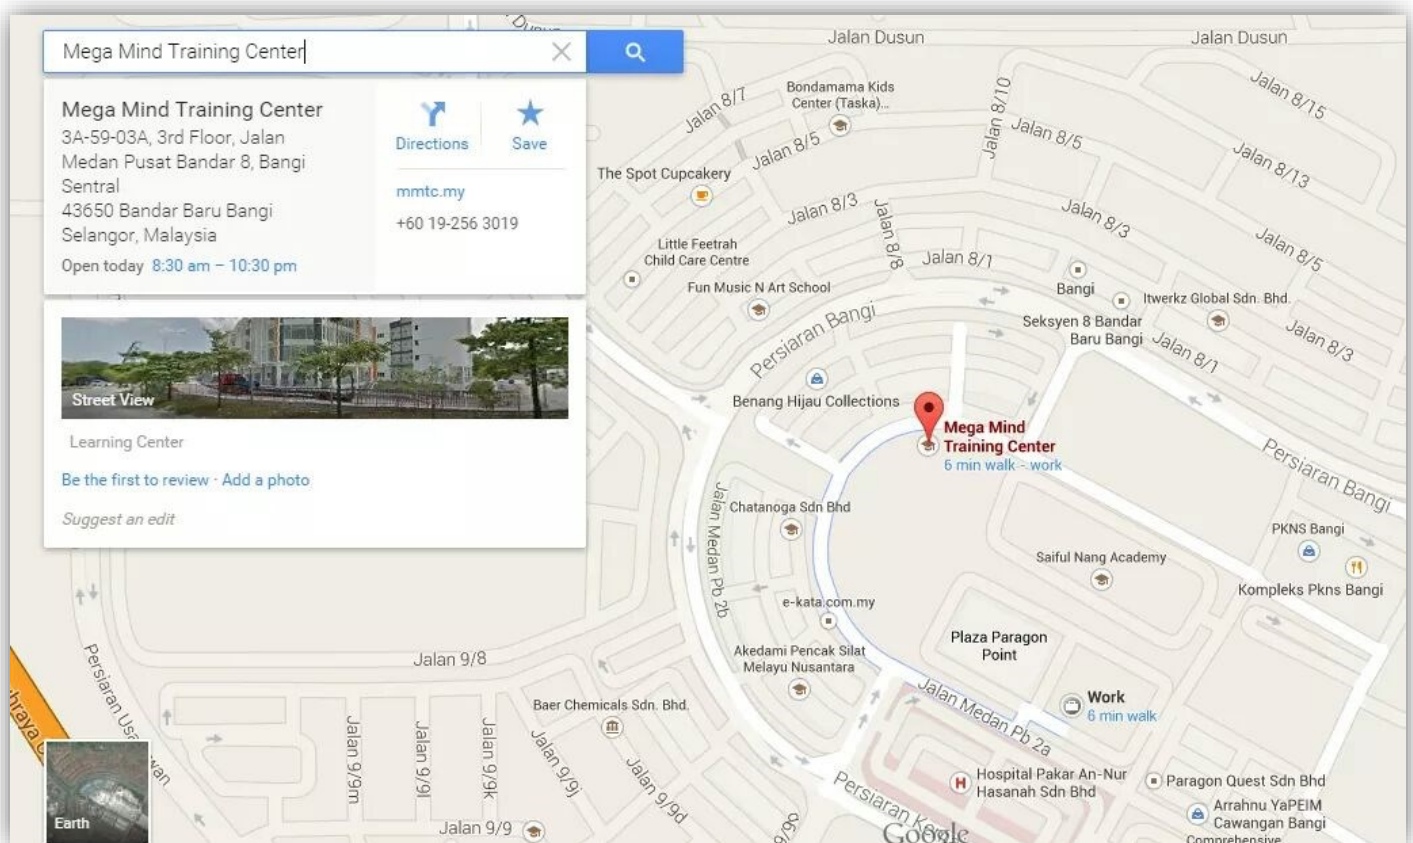 Mega Mind Training Center
Mega Mind Training Center
3A-59-03A, 3rd Floor, Jalan
Medan Pusat Bandar 8, Bangi
Sentral
43650 Bandar Baru Bangi
Selangor, Malaysia
Open today 8:30 am – 10:30 pm
Directions
Save
mmtc.my
+60 19-256 3019
Street View
Learning Center
Be the first to review · Add a photo
Suggest an edit
Earth
Jalan Dusun
Jalan Dusun
Bondamama Kids
Center (Taska)...
Jalan 8/7
Jalan 8/5
Jalan 8/10
Jalan 8/5
Jalan 8/15
Jalan 8/13
The Spot Cupcakery
Jalan 8/3
Jalan 8/8
Jalan 8/3
Jalan 8/5
Little Feetrah
Child Care Centre
Jalan 8/1
Fun Music N Art School
Bangi
Itwerkz Global Sdn. Bhd.
Seksyen 8 Bandar
Baru Bangi
Jalan 8/1
Jalan 8/3
Persiaran Bangi
Benang Hijau Collections
Mega Mind
Training Center
6 min walk - work
Persiaran Bangi
Jalan Medan Pb 2b
Chatanoga Sdn Bhd
PKNS Bangi
Saiful Nang Academy
Kompleks Pkns Bangi
e-kata.com.my
Plaza Paragon
Point
Akedami Pencak Silat
Melayu Nusantara
Jalan 9/8
Persiaran
Work
6 min walk
Jalan Medan Pb 2a
Baer Chemicals Sdn. Bhd.
Jalan 9/9m
Jalan 9/9l
Jalan 9/9k
Jalan 9/9j
Jalan 9/9d
Hospital Pakar An-Nur
Hasanah Sdn Bhd
Paragon Quest Sdn Bhd
Arrahnu YaPEIM
Cawangan Bangi
Comprehensive
Jalan 9/9
Persiaran
Google